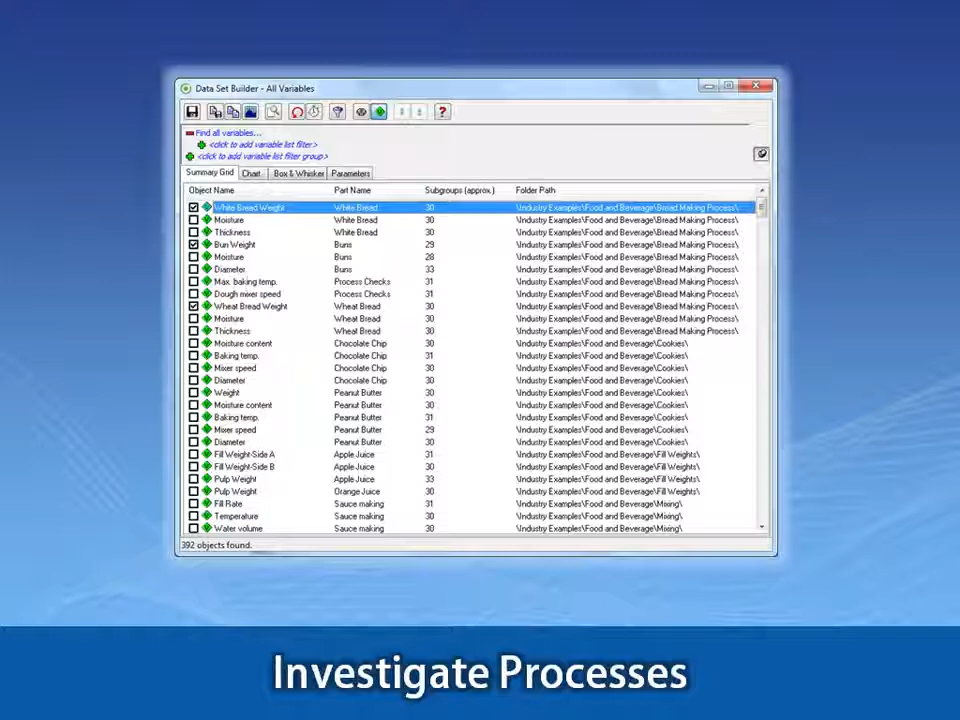 Data Set Builder - All Variables
Find all variables...
<click to add variable list filter>
<click to add variable list filter group>
Summary Grid Chart Box & Whisker Parameters
Object Name Part Name Subgroups (approx.) Folder Path
White Bread Weight White Bread 30 \Industry Examples\Food and Beverage\Bread Making Process\
Moisture White Bread 30 \Industry Examples\Food and Beverage\Bread Making Process\
Thickness White Bread 30 \Industry Examples\Food and Beverage\Bread Making Process\
Bun Weight Buns 29 \Industry Examples\Food and Beverage\Bread Making Process\
Moisture Buns 28 \Industry Examples\Food and Beverage\Bread Making Process\
Diameter Buns 33 \Industry Examples\Food and Beverage\Bread Making Process\
Max. baking temp. Process Checks 31 \Industry Examples\Food and Beverage\Bread Making Process\
Dough mixer speed Process Checks 31 \Industry Examples\Food and Beverage\Bread Making Process\
Wheat Bread Weight Wheat Bread 30 \Industry Examples\Food and Beverage\Bread Making Process\
Moisture Wheat Bread 30 \Industry Examples\Food and Beverage\Bread Making Process\
Thickness Wheat Bread 30 \Industry Examples\Food and Beverage\Bread Making Process\
Moisture content Chocolate Chip 30 \Industry Examples\Food and Beverage\Cookies\
Baking temp. Chocolate Chip 31 \Industry Examples\Food and Beverage\Cookies\
Mixer speed Chocolate Chip 30 \Industry Examples\Food and Beverage\Cookies\
Diameter Chocolate Chip 30 \Industry Examples\Food and Beverage\Cookies\
Weight Peanut Butter 30 \Industry Examples\Food and Beverage\Cookies\
Moisture content Peanut Butter 30 \Industry Examples\Food and Beverage\Cookies\
Baking temp. Peanut Butter 31 \Industry Examples\Food and Beverage\Cookies\
Mixer speed Peanut Butter 29 \Industry Examples\Food and Beverage\Cookies\
Diameter Peanut Butter 30 \Industry Examples\Food and Beverage\Cookies\
Fill Weight-Side A Apple Juice 31 \Industry Examples\Food and Beverage\Fill Weights\
Fill Weight-Side B Apple Juice 30 \Industry Examples\Food and Beverage\Fill Weights\
Pulp Weight Apple Juice 33 \Industry Examples\Food and Beverage\Fill Weights\
Pulp Weight Orange Juice 30 \Industry Examples\Food and Beverage\Fill Weights\
Fill Rate Sauce making 31 \Industry Examples\Food and Beverage\Mixing\
Temperature Sauce making 30 \Industry Examples\Food and Beverage\Mixing\
Water volume Sauce making 30 \Industry Examples\Food and Beverage\Mixing\
392 objects found.
Investigate Processes